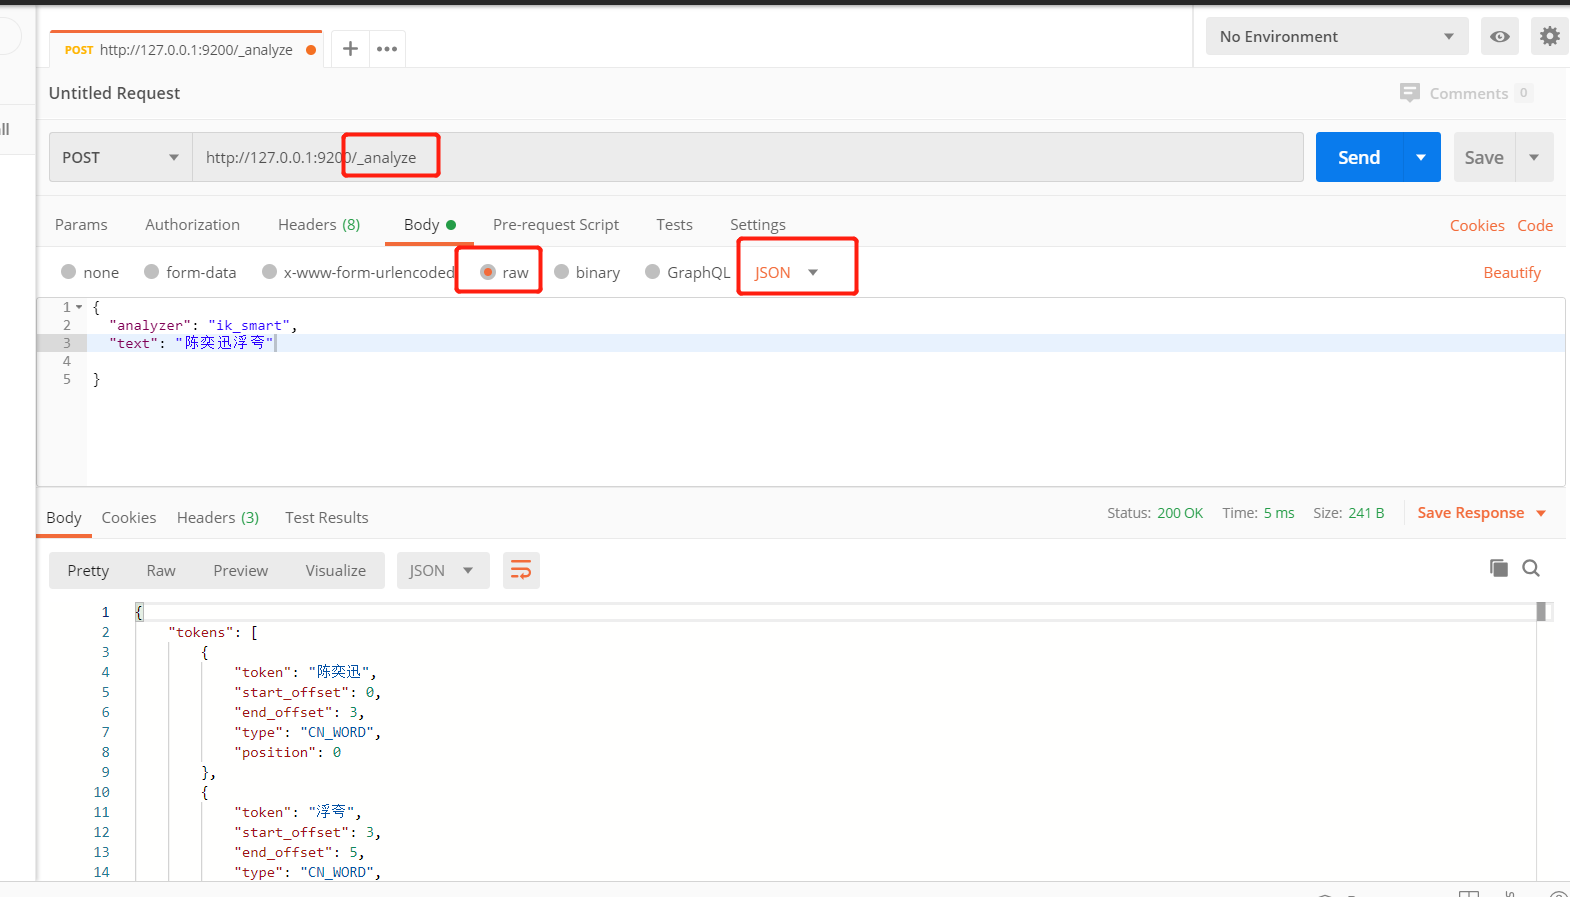 POST http://127.0.0.1:9200/_analyze
No Environment
Untitled Request
Comments 0
ll
POST http://127.0.0.1:9200/_analyze Send Save
Params Authorization Headers (8) Body Pre-request Script Tests Settings Cookies Code
none form-data x-www-form-urlencoded raw binary GraphQL JSON Beautify
1 {
2 "analyzer": "ik_smart",
3 "text": "陈奕迅浮夸"
4
5 }
Body Cookies Headers (3) Test Results Status: 200 OK Time: 5 ms Size: 241 B Save Response
Pretty Raw Preview Visualize JSON
1 {
2 "tokens": [
3 {
4 "token": "陈奕迅",
5 "start_offset": 0,
6 "end_offset": 3,
7 "type": "CN_WORD",
8 "position": 0
9 },
10 {
11 "token": "浮夸",
12 "start_offset": 3,
13 "end_offset": 5,
14 "type": "CN_WORD",